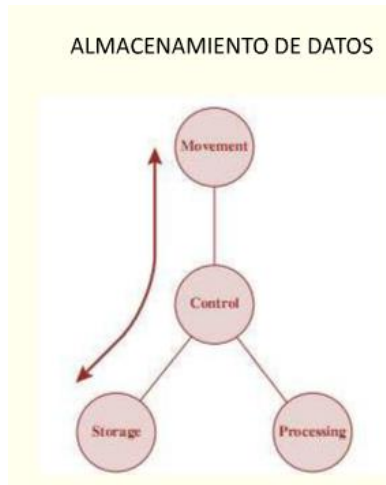 ALMACENAMIENTO DE DATOS
Movement
Control
Storage
Processing